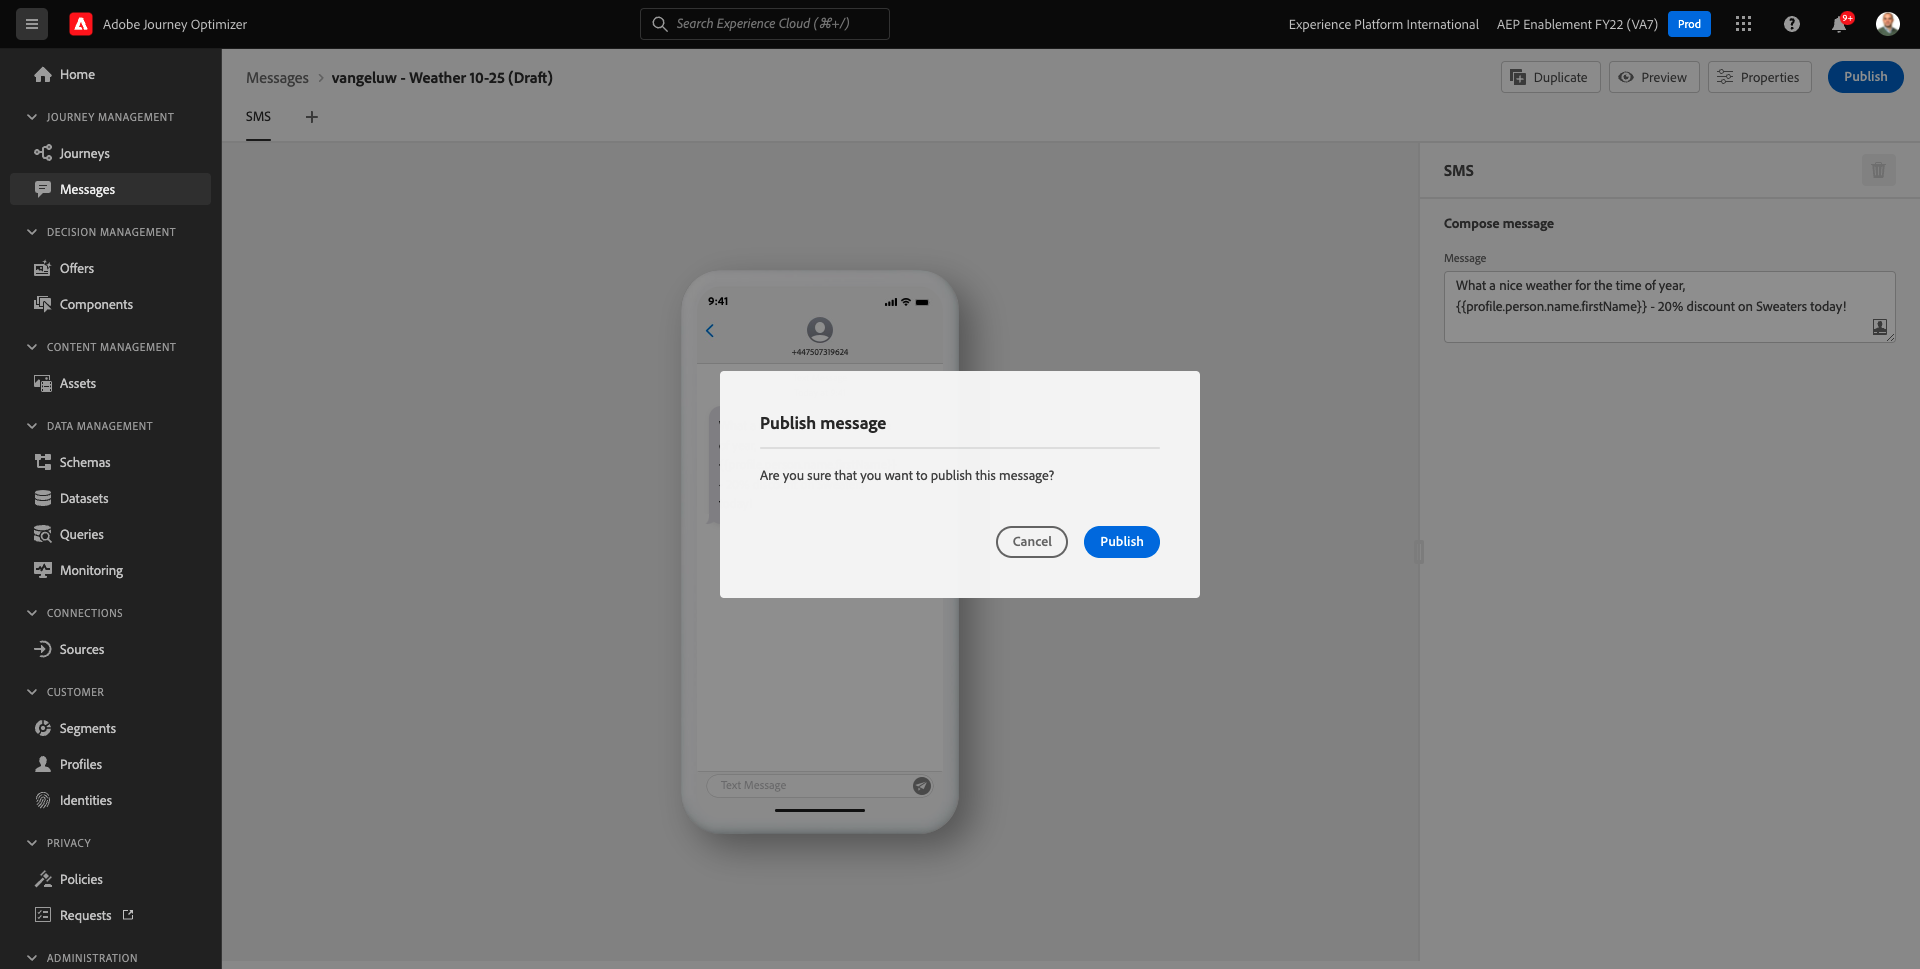 Adobe Journey Optimizer
Search Experience Cloud (⌘+/)
Experience Platform International
AEP Enablement FY22 (VA7)
Prod
9+
Home
JOURNEY MANAGEMENT
Journeys
Messages
DECISION MANAGEMENT
Offers
Components
CONTENT MANAGEMENT
Assets
DATA MANAGEMENT
Schemas
Datasets
Queries
Monitoring
CONNECTIONS
Sources
CUSTOMER
Segments
Profiles
Identities
PRIVACY
Policies
Requests
ADMINISTRATION
Messages > vangeluw - Weather 10-25 (Draft)
Duplicate
Preview
Properties
Publish
SMS
9:41
+447507319624
Text Message
Publish message
Are you sure that you want to publish this message?
Cancel
Publish
SMS
Compose message
Message
What a nice weather for the time of year,
{{profile.person.name.firstName}} - 20% discount on Sweaters today!